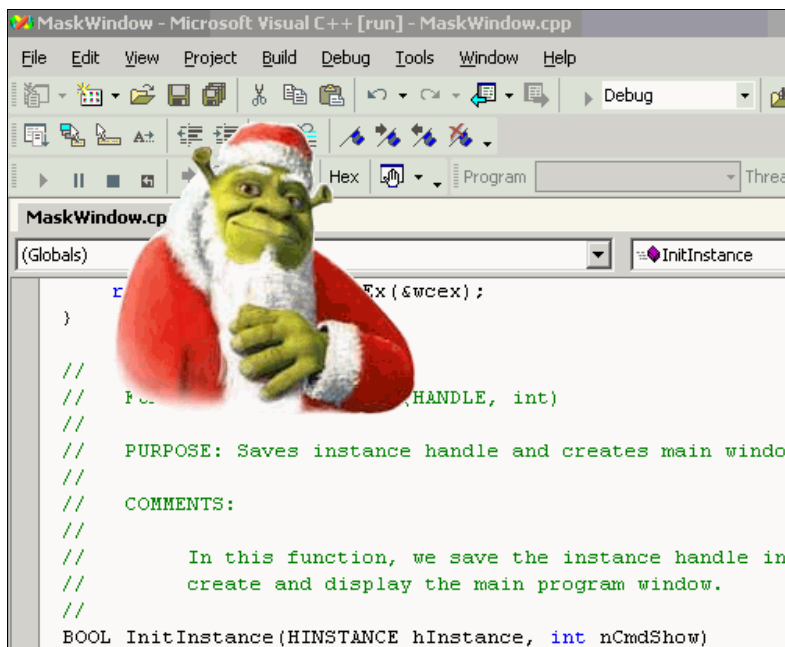 MaskWindow - Microsoft Visual C++ [run] - MaskWindow.cpp
File Edit View Project Build Debug Tools Window Help
Debug
Hex Program Threa
MaskWindow.cp
(Globals) InitInstance
r Ex(&wcex);
}
//
// (HANDLE, int)
//
// PURPOSE: Saves instance handle and creates main windo
//
// COMMENTS:
//
// In this function, we save the instance handle in
// create and display the main program window.
//
BOOL InitInstance(HINSTANCE hInstance, int nCmdShow)